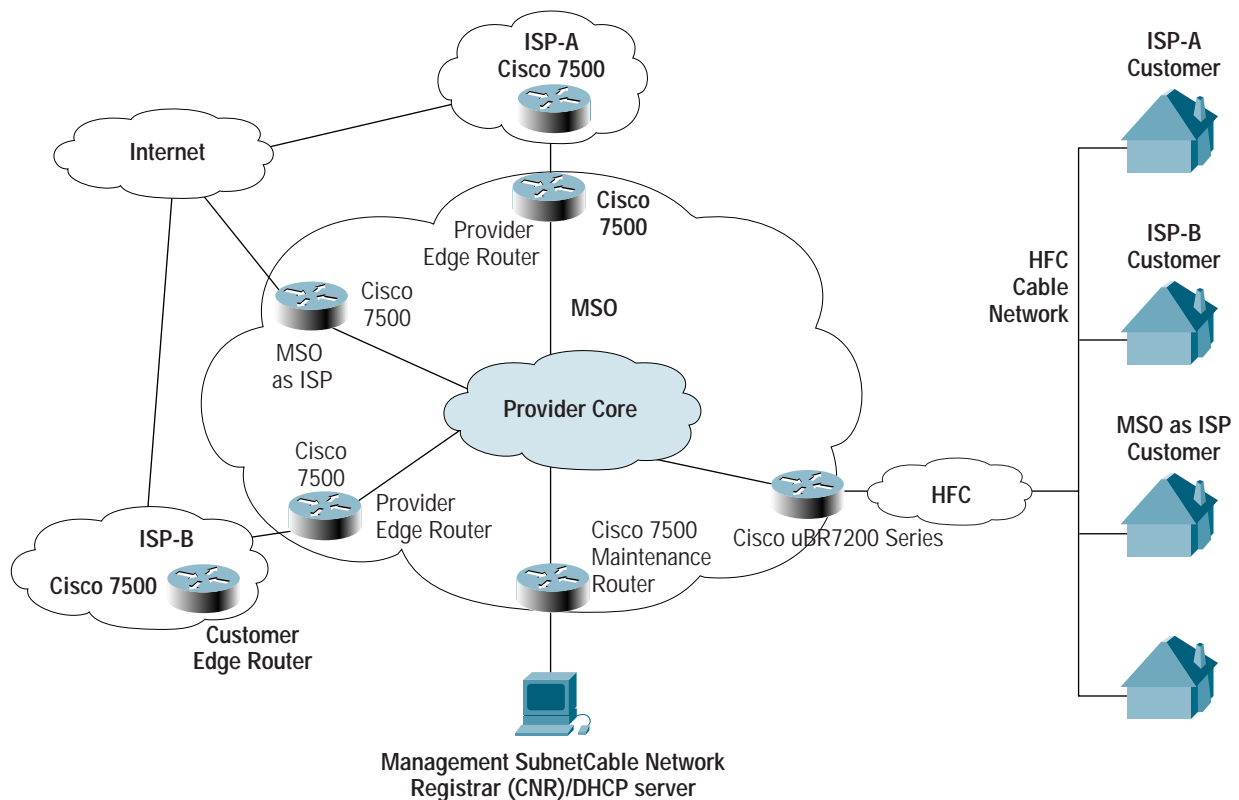 ISP-A
Cisco 7500
Internet
Cisco
7500
Provider
Edge Router
Cisco
7500
MSO
MSO
as ISP
Provider Core
Cisco
7500
Provider
Edge Router
ISP-B
Cisco 7500
Customer
Edge Router
Cisco 7500
Maintenance
Router
Cisco uBR7200 Series
HFC
Management SubnetCable Network
Registrar (CNR)/DHCP server
HFC
Cable
Network
ISP-A
Customer
ISP-B
Customer
MSO as ISP
Customer